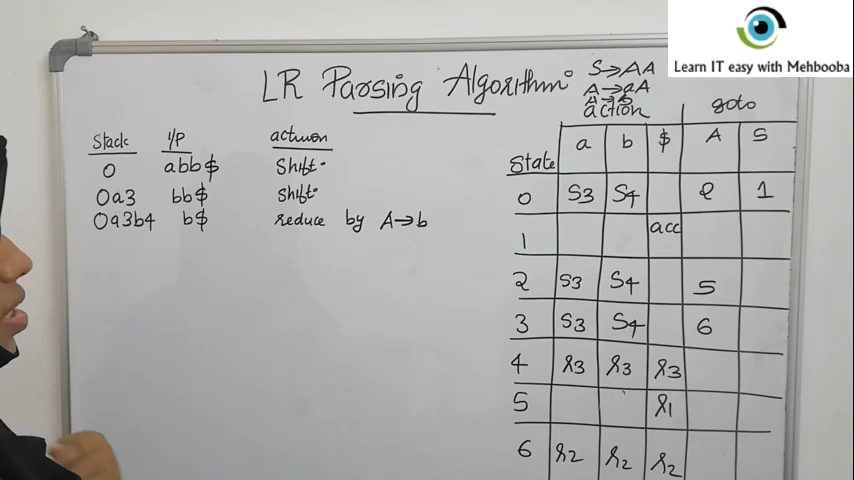 Learn IT easy with Mehbooba
LR Parsing Algorithm
S→AA
A→aA
A→b
action goto
Stack I/P action
0 abb$ Shift
0a3 bb$ Shift
0a3b4 b$ reduce by A→b
State a b $ A S
0 S3 S4 2 1
1 acc
2 S3 S4 5
3 S3 S4 6
4 r3 r3 r3
5 r1
6 r2 r2 r2